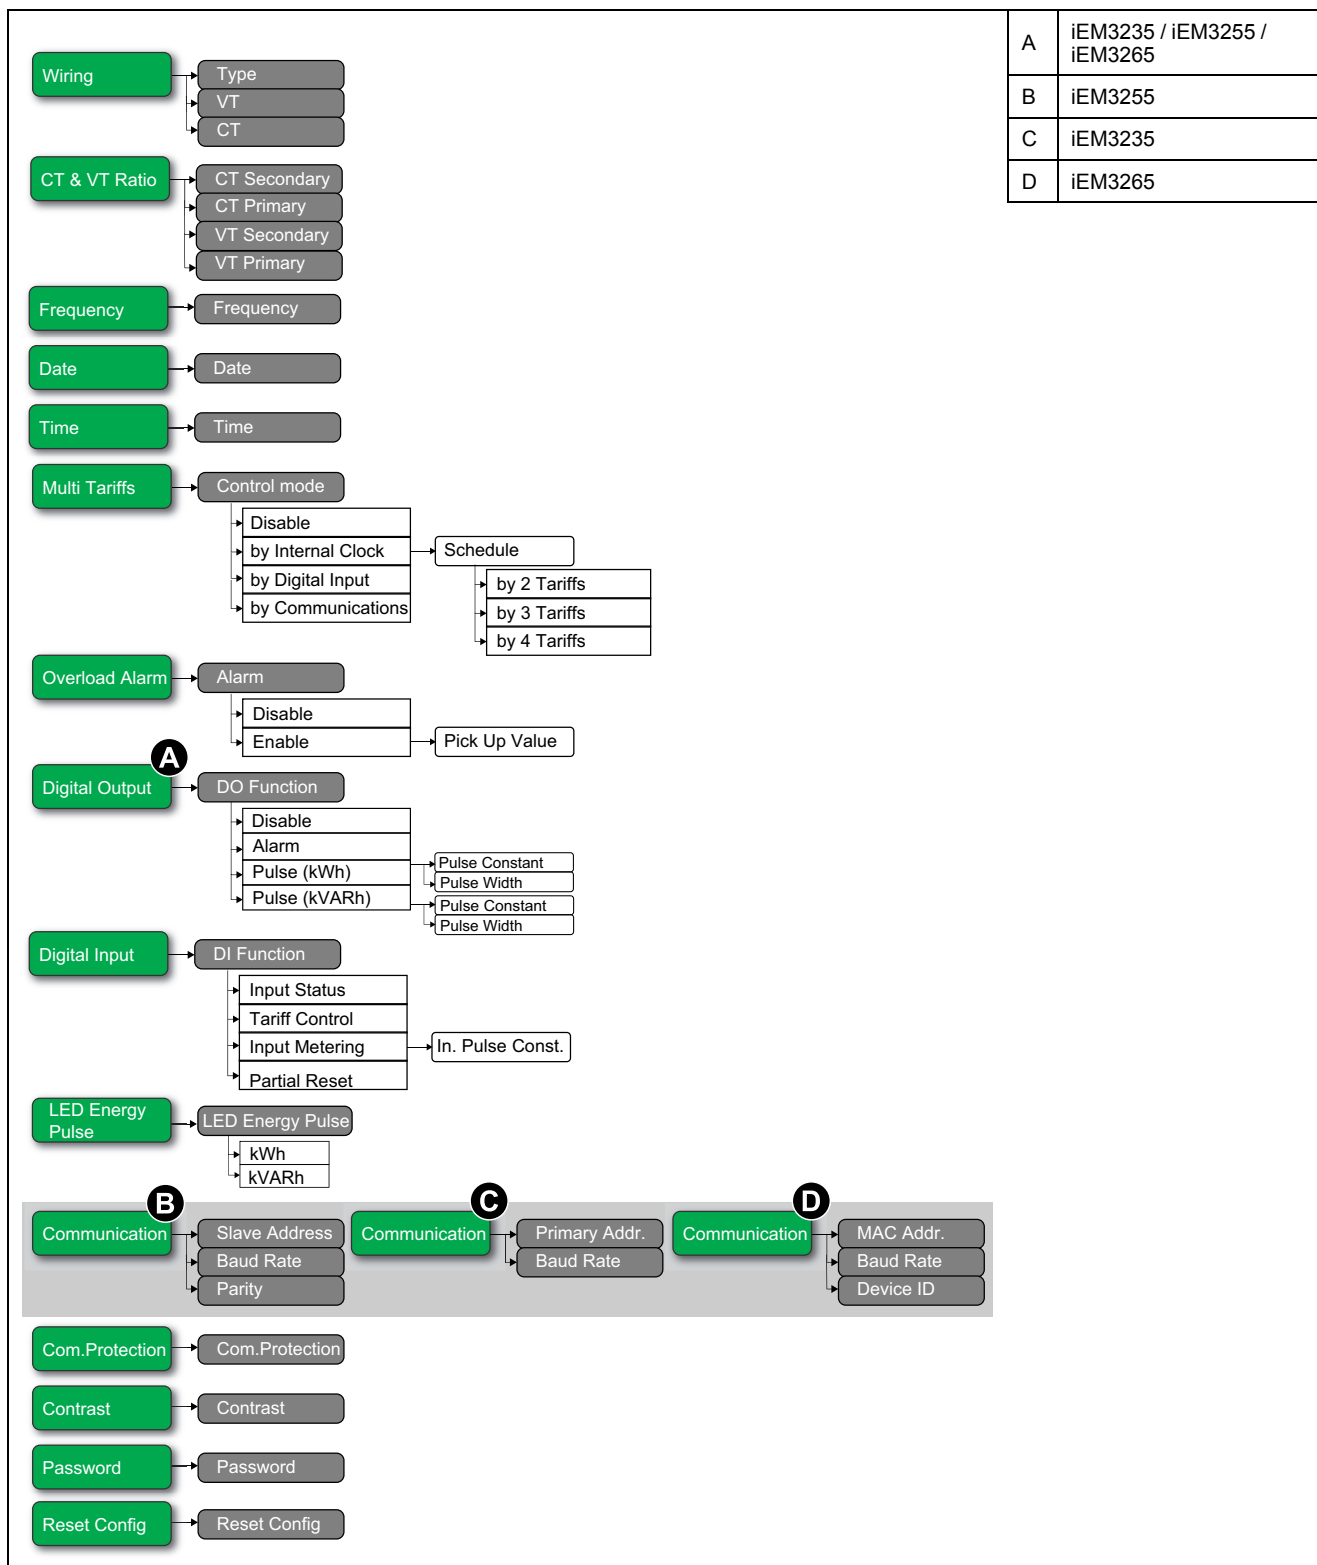 A
iEM3235 / iEM3255 /
iEM3265
B
iEM3255
C
iEM3235
D
iEM3265
Wiring
Type
VT
CT
CT & VT Ratio
CT Secondary
CT Primary
VT Secondary
VT Primary
Frequency
Frequency
Date
Date
Time
Time
Multi Tariffs
Control mode
Disable
by Internal Clock
Schedule
by 2 Tariffs
by 3 Tariffs
by 4 Tariffs
by Digital Input
by Communications
Overload Alarm
Alarm
Disable
Enable
Pick Up Value
A
Digital Output
DO Function
Disable
Alarm
Pulse (kWh)
Pulse Constant
Pulse Width
Pulse (kVARh)
Pulse Constant
Pulse Width
Digital Input
DI Function
Input Status
Tariff Control
Input Metering
In. Pulse Const.
Partial Reset
LED Energy
Pulse
LED Energy Pulse
kWh
kVARh
B
Communication
Slave Address
Baud Rate
Parity
C
Communication
Primary Addr.
Baud Rate
D
Communication
MAC Addr.
Baud Rate
Device ID
Com.Protection
Com.Protection
Contrast
Contrast
Password
Password
Reset Config
Reset Config